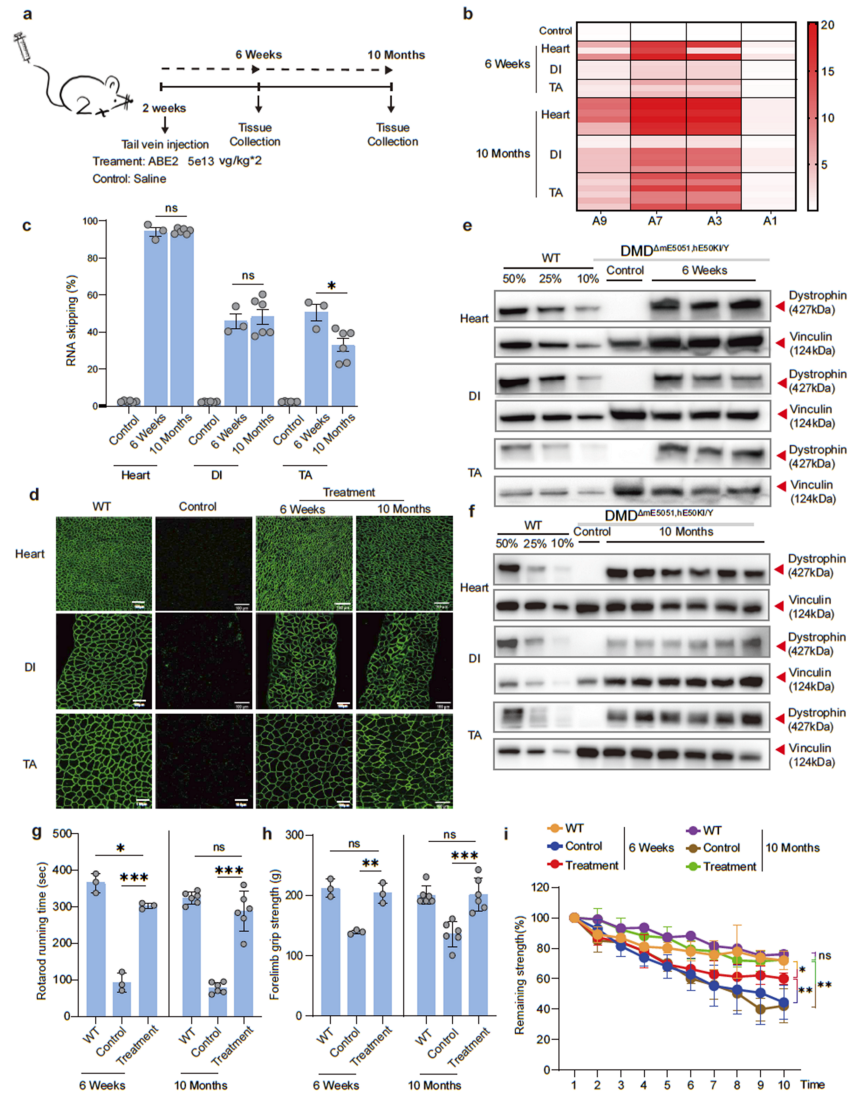 a
6 Weeks
10 Months
2 weeks
Tail vein injection
Treament: ABE2 5e13 vg/kg*2
Control: Saline
Tissue
Collection
Tissue
Collection
b
Control
6 Weeks
Heart
DI
TA
10 Months
Heart
DI
TA
A9 A7 A3 A1
20
15
10
5
c
RNA skipping (%)
100
80
60
40
20
0
ns
ns
*
Control
6 Weeks
10 Months
Control
6 Weeks
10 Months
Control
6 Weeks
10 Months
Heart DI TA
d
Treatment
WT Control 6 Weeks 10 Months
Heart
DI
TA
e
DMDΔmE5051,hE50KI/Y
WT Control 6 Weeks
50% 25% 10%
Heart
Dystrophin
(427kDa)
Vinculin
(124kDa)
DI
Dystrophin
(427kDa)
Vinculin
(124kDa)
TA
Dystrophin
(427kDa)
Vinculin
(124kDa)
f
DMDΔmE5051,hE50KI/Y
WT Control 10 Months
50% 25% 10%
Heart
Dystrophin
(427kDa)
Vinculin
(124kDa)
DI
Dystrophin
(427kDa)
Vinculin
(124kDa)
TA
Dystrophin
(427kDa)
Vinculin
(124kDa)
g
Rotarod running time (sec)
500
400
300
200
100
0
*
***
ns
***
WT
Control
Treatment
WT
Control
Treatment
6 Weeks 10 Months
h
Forelimb grip strength (g)
300
200
100
0
ns
**
ns
***
WT
Control
Treatment
WT
Control
Treatment
6 Weeks 10 Months
i
WT
Control
Treatment
6 Weeks
WT
Control
Treatment
10 Months
Remaining strength(%)
120
100
80
60
40
20
0
ns
*
**
**
1 2 3 4 5 6 7 8 9 10 Time